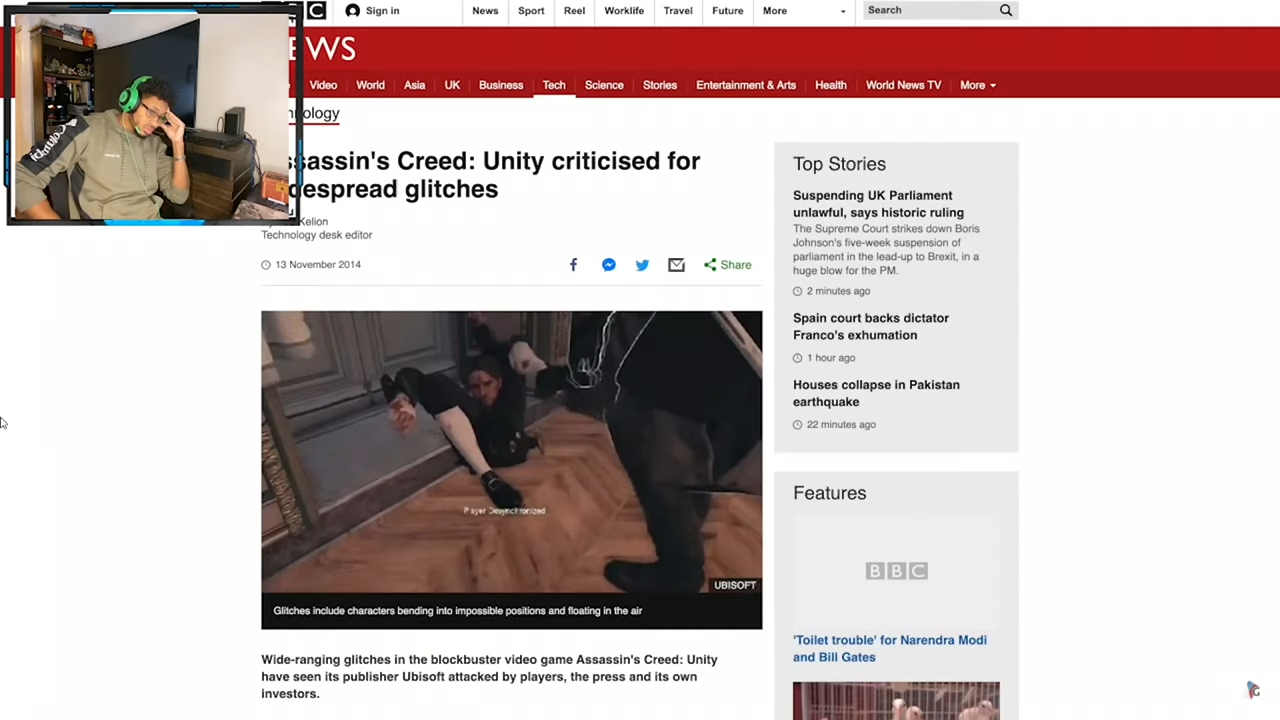 C
Sign in
News
Sport
Reel
Worklife
Travel
Future
More
Search
EWS
Video
World
Asia
UK
Business
Tech
Science
Stories
Entertainment & Arts
Health
World News TV
More
nology
ssassin's Creed: Unity criticised for
despread glitches
Kelion
Technology desk editor
13 November 2014
Share
Player Desynchronized
UBISOFT
Glitches include characters bending into impossible positions and floating in the air
Wide-ranging glitches in the blockbuster video game Assassin's Creed: Unity
have seen its publisher Ubisoft attacked by players, the press and its own
investors.
Top Stories
Suspending UK Parliament
unlawful, says historic ruling
The Supreme Court strikes down Boris
Johnson's five-week suspension of
parliament in the lead-up to Brexit, in a
huge blow for the PM.
2 minutes ago
Spain court backs dictator
Franco's exhumation
1 hour ago
Houses collapse in Pakistan
earthquake
22 minutes ago
Features
BBC
'Toilet trouble' for Narendra Modi
and Bill Gates